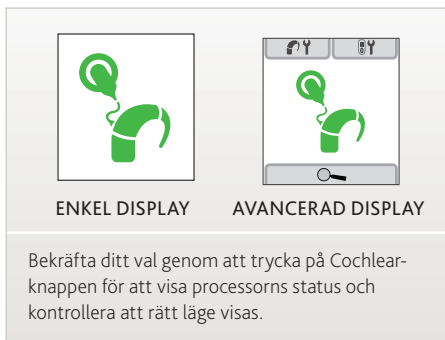 ENKEL DISPLAY
AVANCERAD DISPLAY
Bekräfta ditt val genom att trycka på Cochlear-
knappen för att visa processorns status och
kontrollera att rätt läge visas.